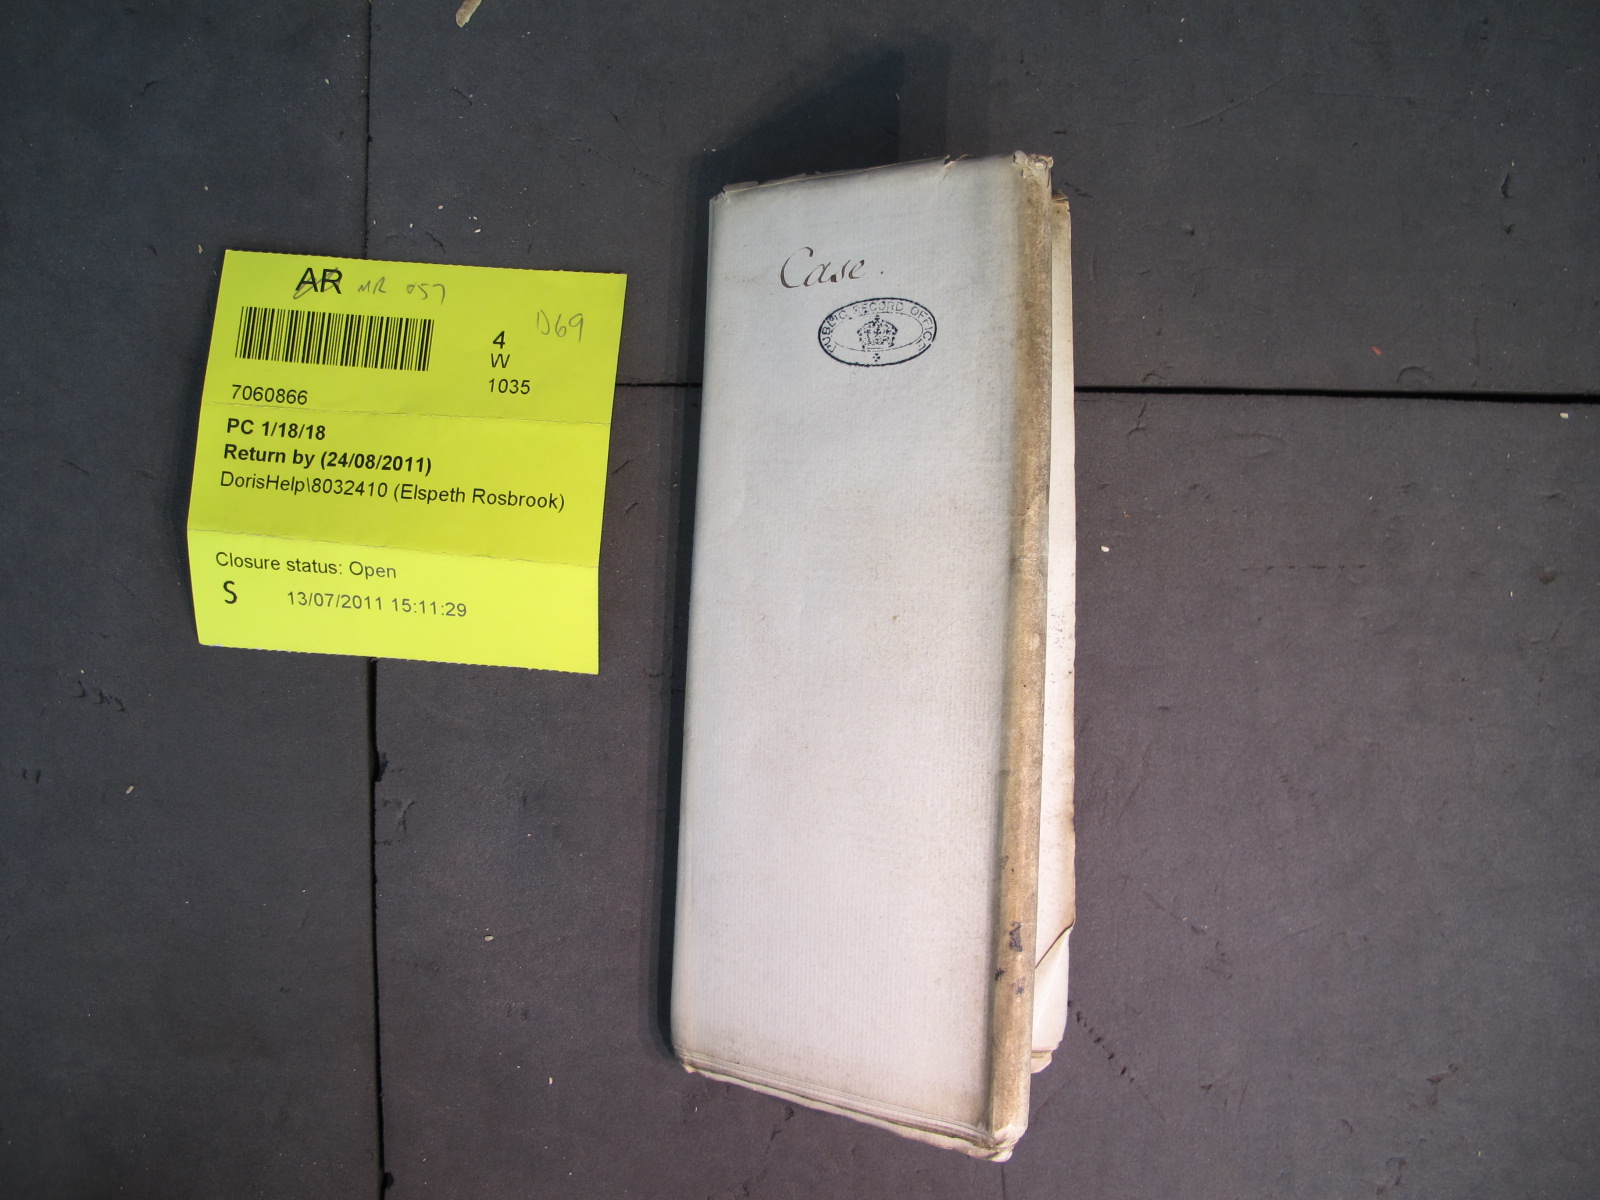 AR MR 057
D69
4
W
7060866
1035
PC 1/18/18
Return by (24/08/2011)
DorisHelp\8032410 (Elspeth Rosbrook)
Closure status: Open
S 13/07/2011 15:11:29
Case.
PUBLIC RECORD OFFICE